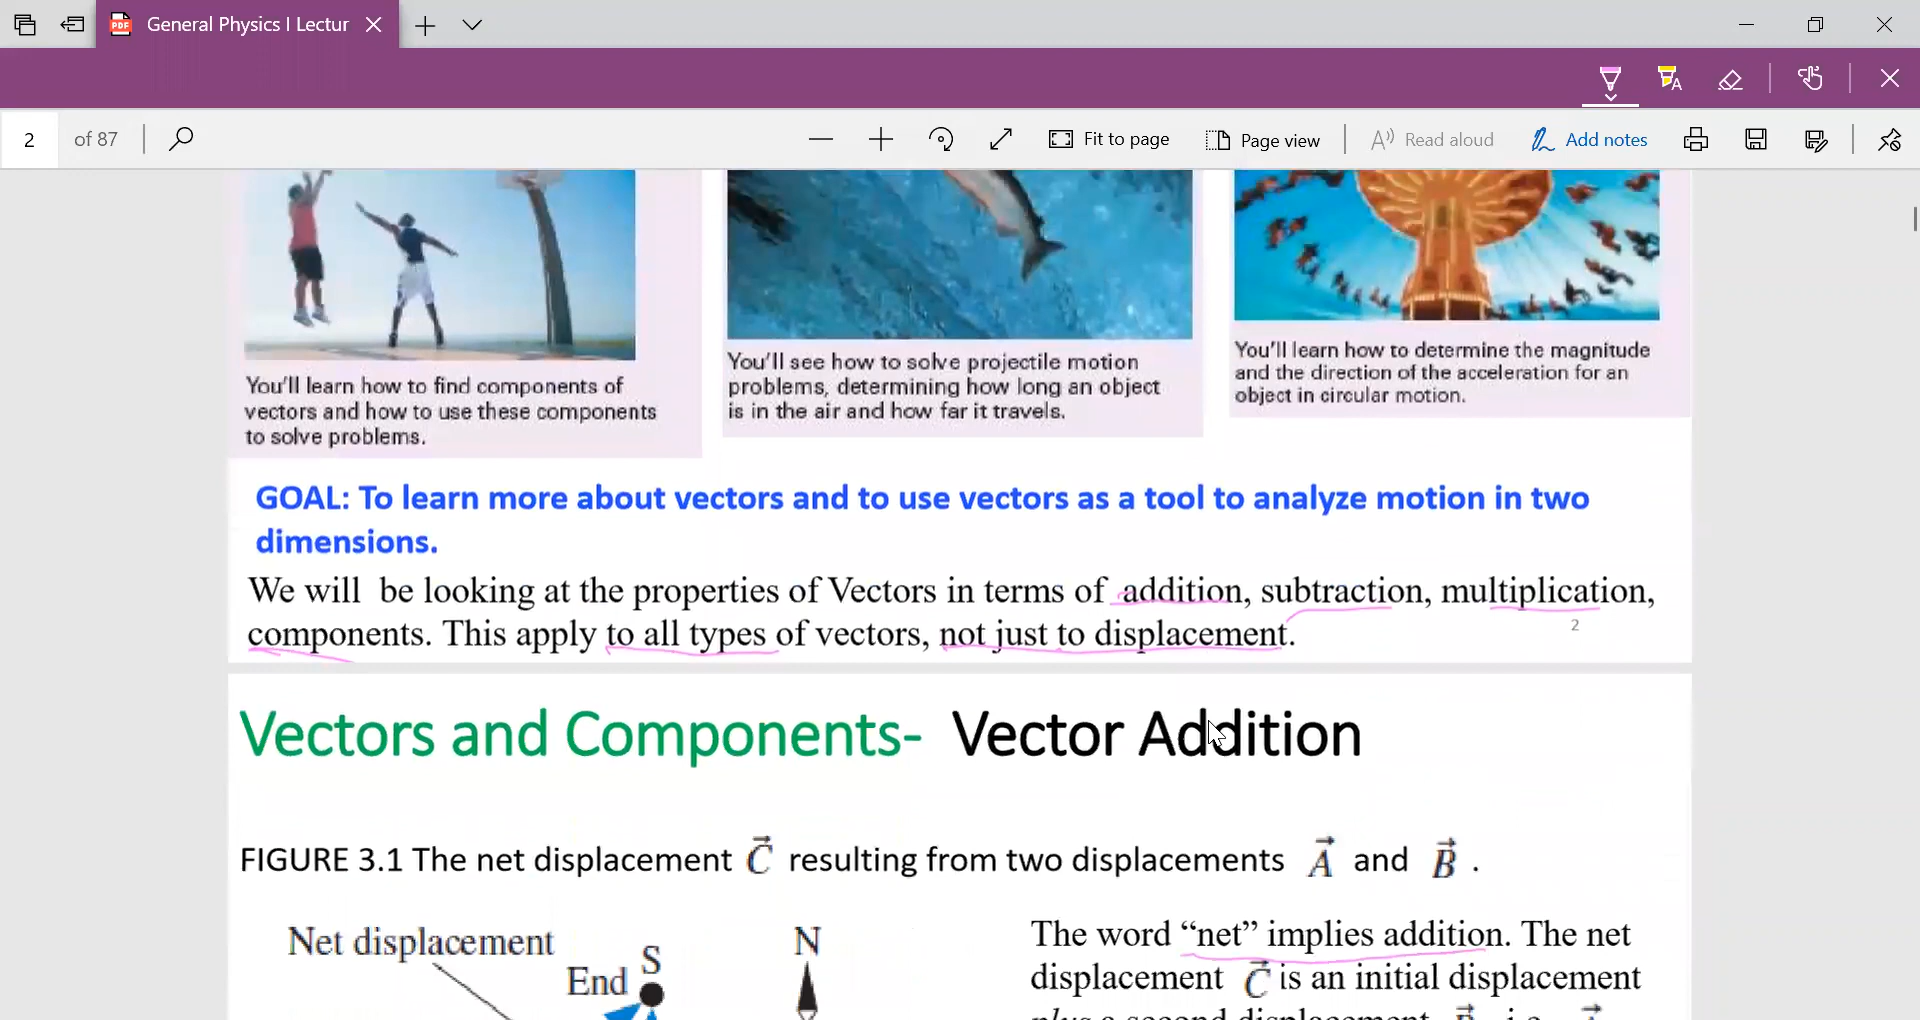 General Physics I Lectur
2 of 87
Fit to page
Page view
Read aloud
Add notes
You'll learn how to find components of
vectors and how to use these components
to solve problems.
You'll see how to solve projectile motion
problems, determining how long an object
is in the air and how far it travels.
You'll learn how to determine the magnitude
and the direction of the acceleration for an
object in circular motion.
GOAL: To learn more about vectors and to use vectors as a tool to analyze motion in two
dimensions.
We will be looking at the properties of Vectors in terms of addition, subtraction, multiplication,
components. This apply to all types of vectors, not just to displacement.
2
Vectors and Components- Vector Addition
FIGURE 3.1 The net displacement C⃗ resulting from two displacements A⃗ and B⃗ .
Net displacement
End
S
N
The word “net” implies addition. The net
displacement C⃗ is an initial displacement
plus a second displacement